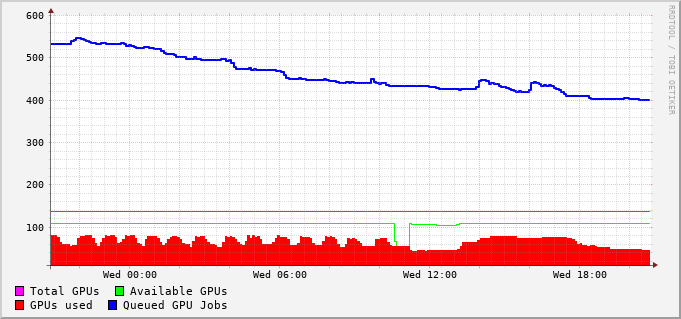 600
500
400
300
200
100
Wed 00:00 Wed 06:00 Wed 12:00 Wed 18:00
Total GPUs Available GPUs
GPUs used Queued GPU Jobs
RRDTOOL / TOBI OETIKER